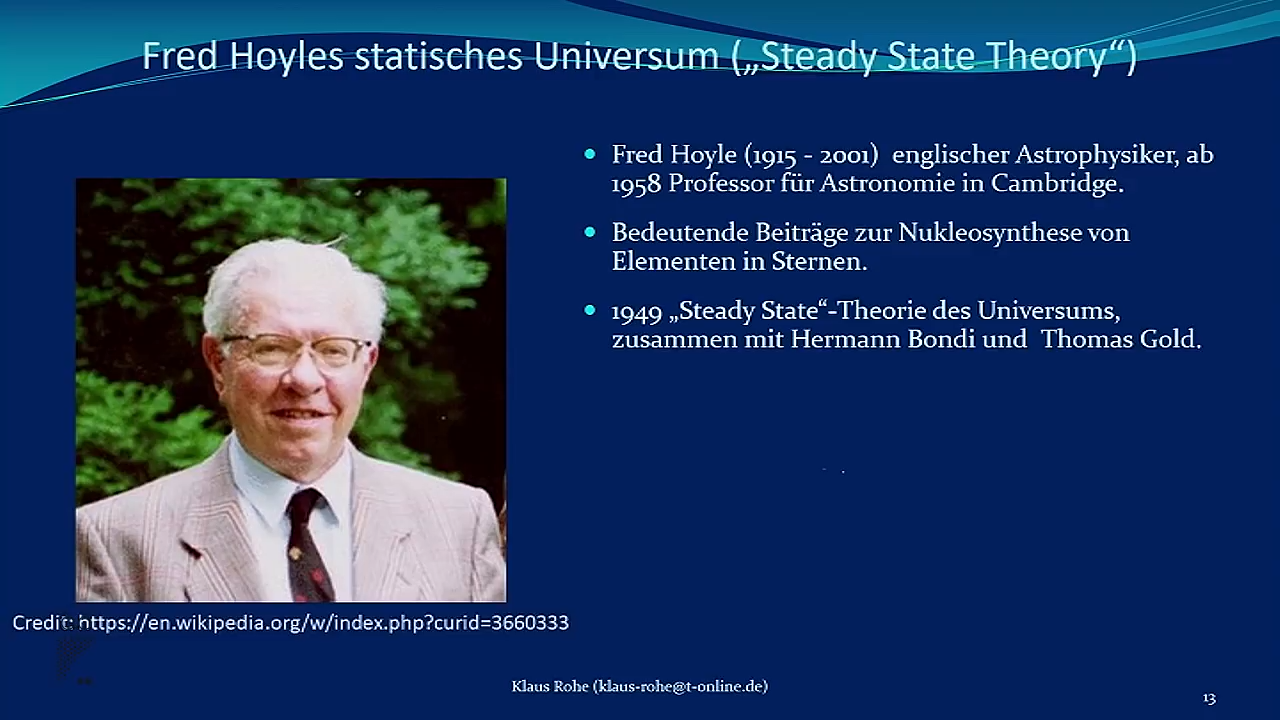 Fred Hoyles statisches Universum („Steady State Theory“)
Fred Hoyle (1915 - 2001)  englischer Astrophysiker, ab
1958 Professor für Astronomie in Cambridge.
Bedeutende Beiträge zur Nukleosynthese von
Elementen in Sternen.
1949 „Steady State“-Theorie des Universums,
zusammen mit Hermann Bondi und  Thomas Gold.
Credit: https://en.wikipedia.org/w/index.php?curid=3660333
Klaus Rohe (klaus-rohe@t-online.de)
13